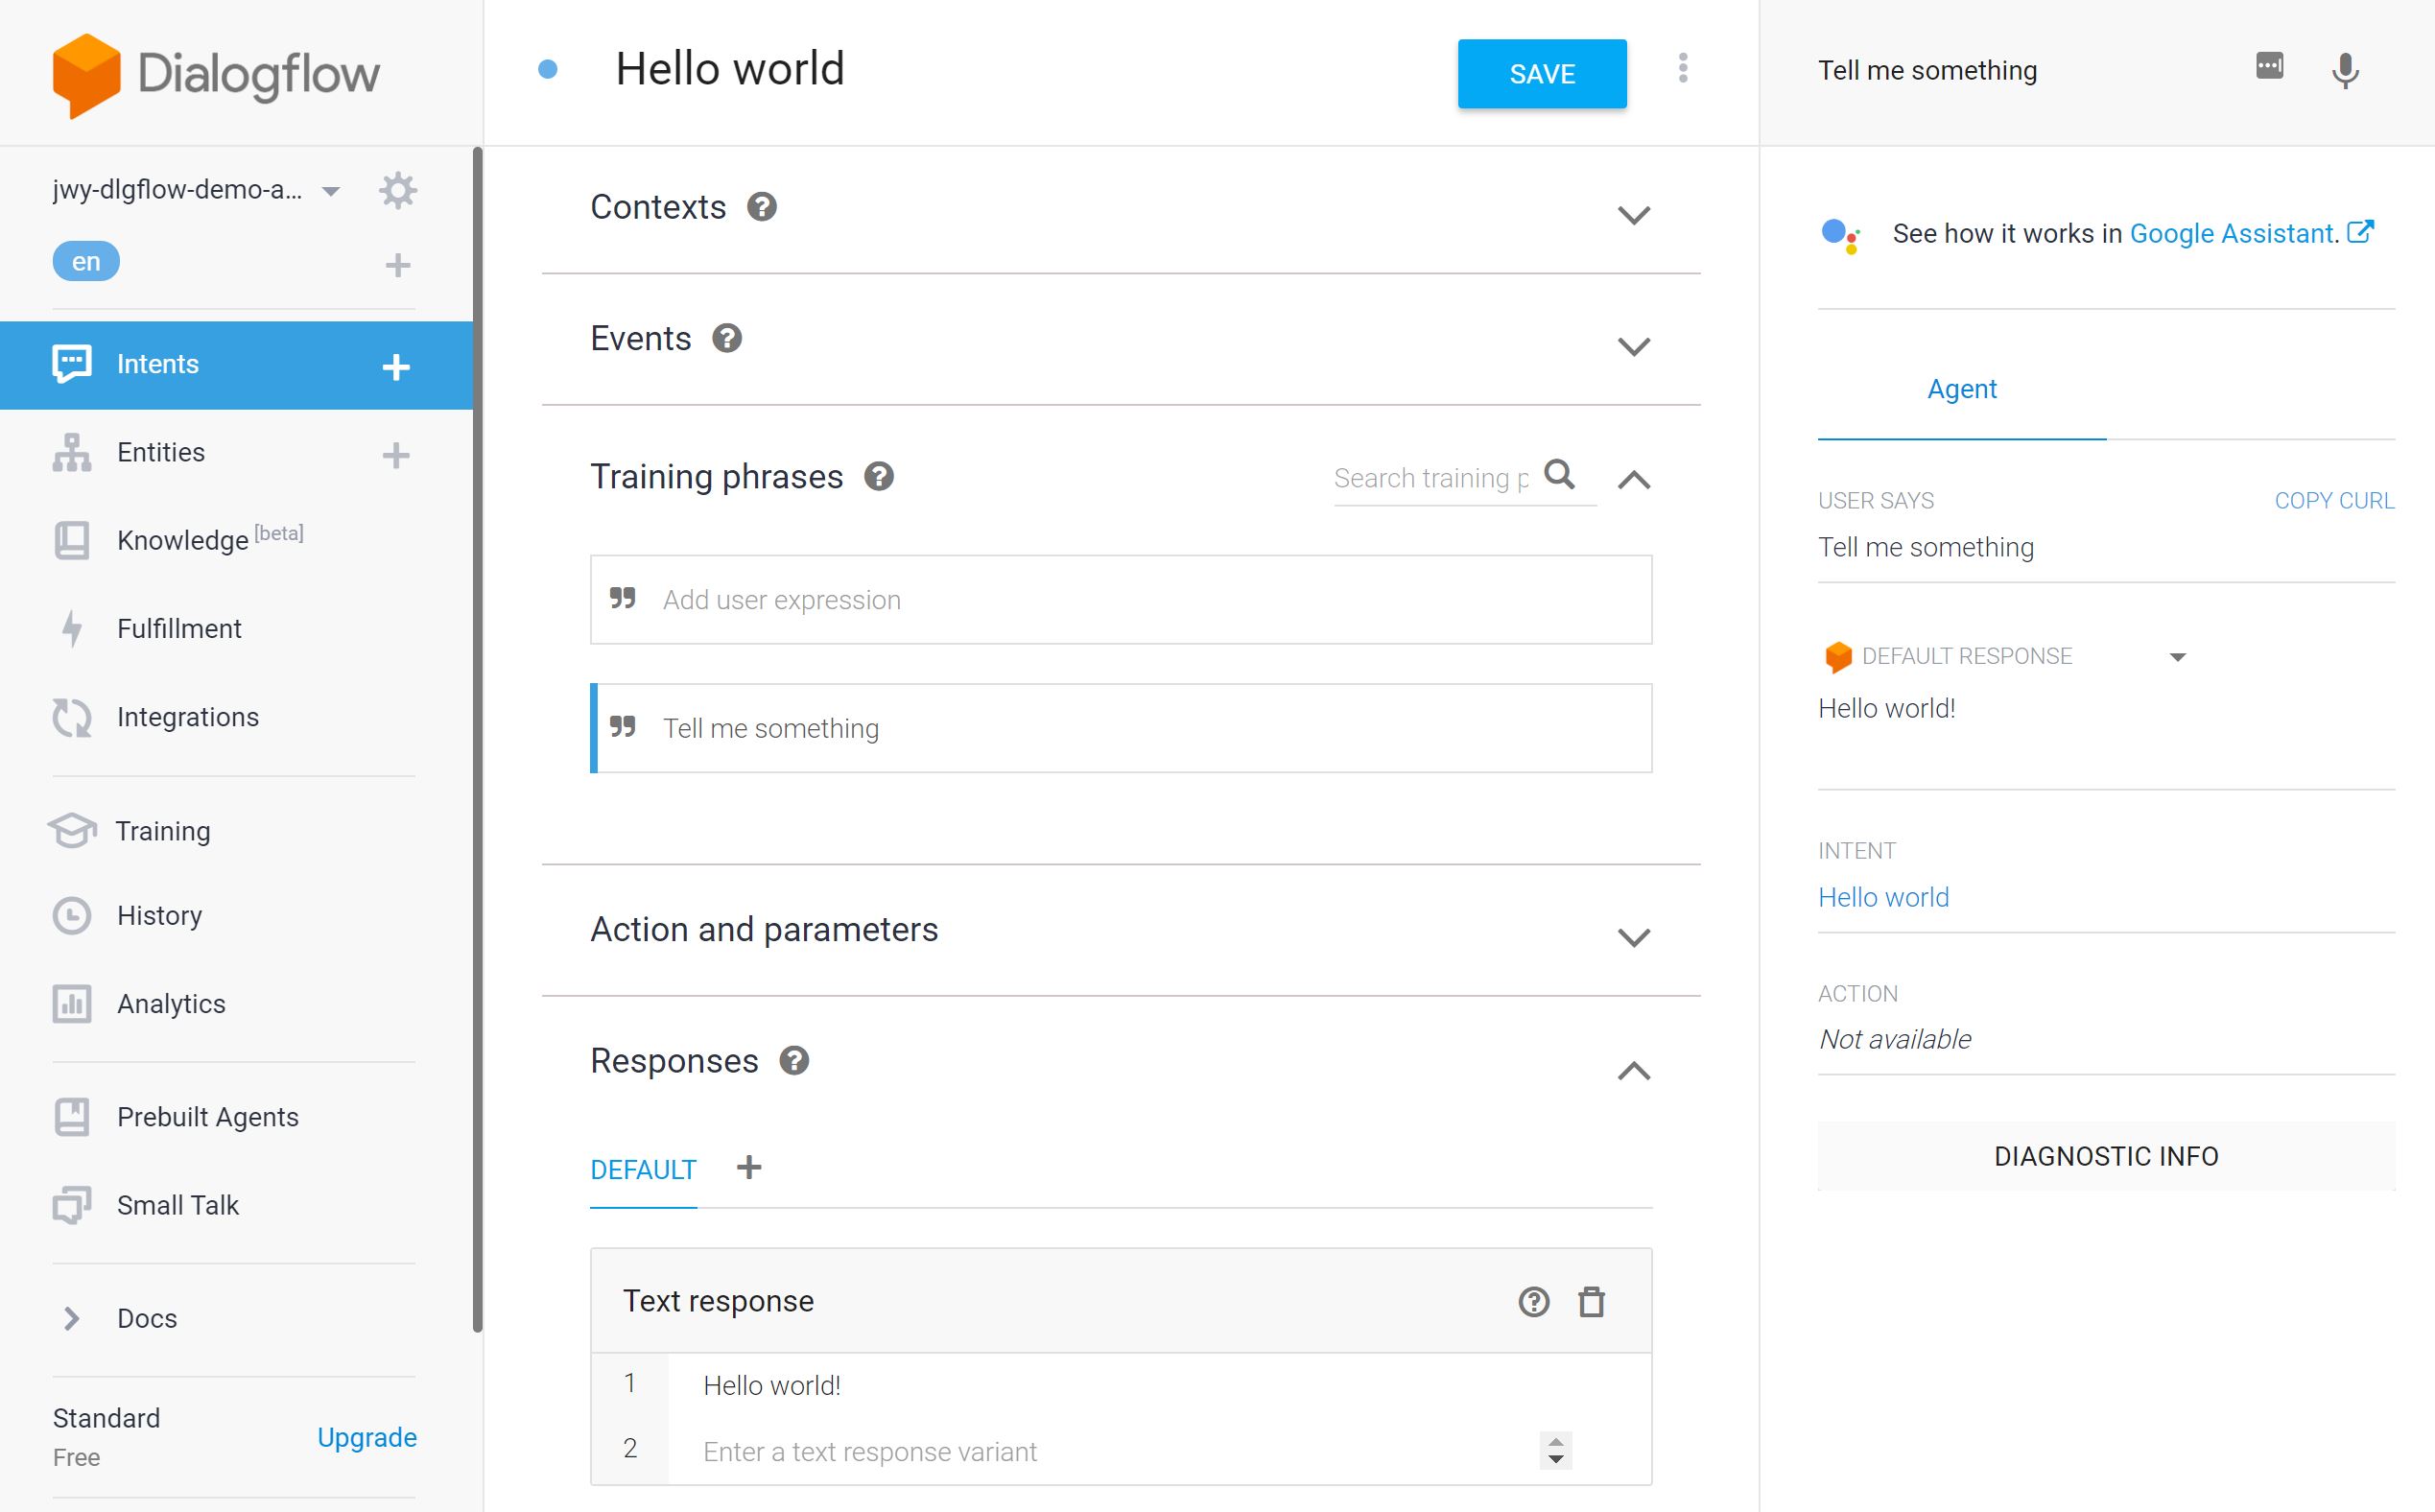 Dialogflow
jwy-dlgflow-demo-a...
en
Intents
Entities
Knowledge [beta]
Fulfillment
Integrations
Training
History
Analytics
Prebuilt Agents
Small Talk
Docs
Standard
Free
Upgrade
Hello world
SAVE
Contexts
Events
Training phrases
Search training p
Add user expression
Tell me something
Action and parameters
Responses
DEFAULT
Text response
1 Hello world!
2 Enter a text response variant
Tell me something
See how it works in Google Assistant.
Agent
USER SAYS COPY CURL
Tell me something
DEFAULT RESPONSE
Hello world!
INTENT
Hello world
ACTION
Not available
DIAGNOSTIC INFO